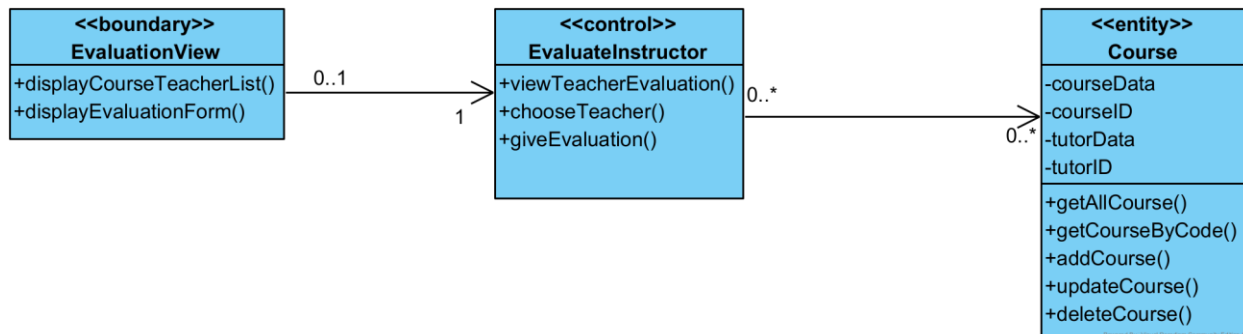 <<boundary>>
EvaluationView
+displayCourseTeacherList()
+displayEvaluationForm()
0..1
1
<<control>>
EvaluateInstructor
+viewTeacherEvaluation()
+chooseTeacher()
+giveEvaluation()
0..*
0..*
<<entity>>
Course
-courseData
-courseID
-tutorData
-tutorID
+getAllCourse()
+getCourseByCode()
+addCourse()
+updateCourse()
+deleteCourse()